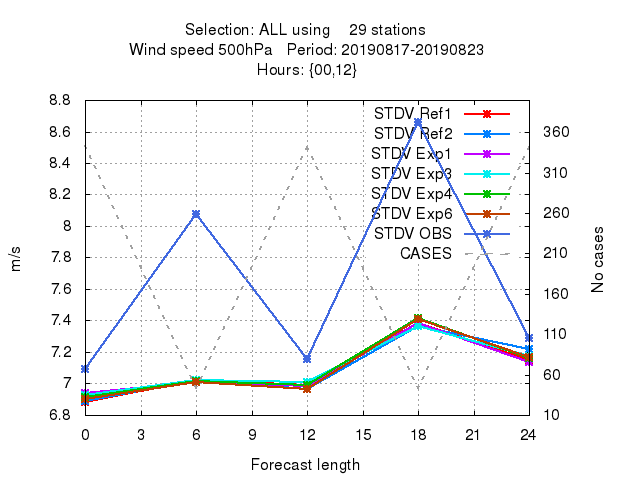 Selection: ALL using 29 stations
Wind speed 500hPa Period: 20190817-20190823
Hours: {00,12}
8.8
8.6
8.4
8.2
8
7.8
7.6
7.4
7.2
7
6.8
m/s
STDV Ref1
STDV Ref2
STDV Exp1
STDV Exp3
STDV Exp4
STDV Exp6
STDV OBS
CASES
360
310
260
210
160
110
60
10
No cases
0 3 6 9 12 15 18 21 24
Forecast length